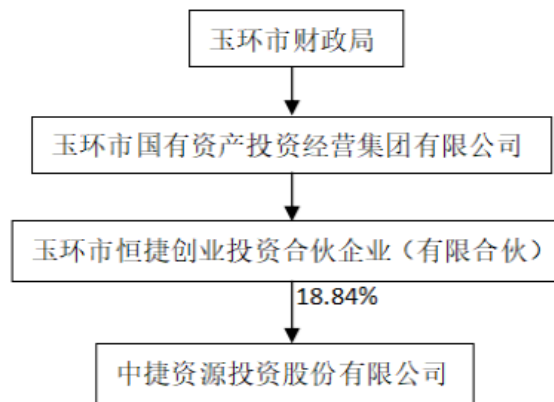 玉环市财政局
玉环市国有资产投资经营集团有限公司
玉环市恒捷创业投资合伙企业（有限合伙）
18.84%
中捷资源投资股份有限公司